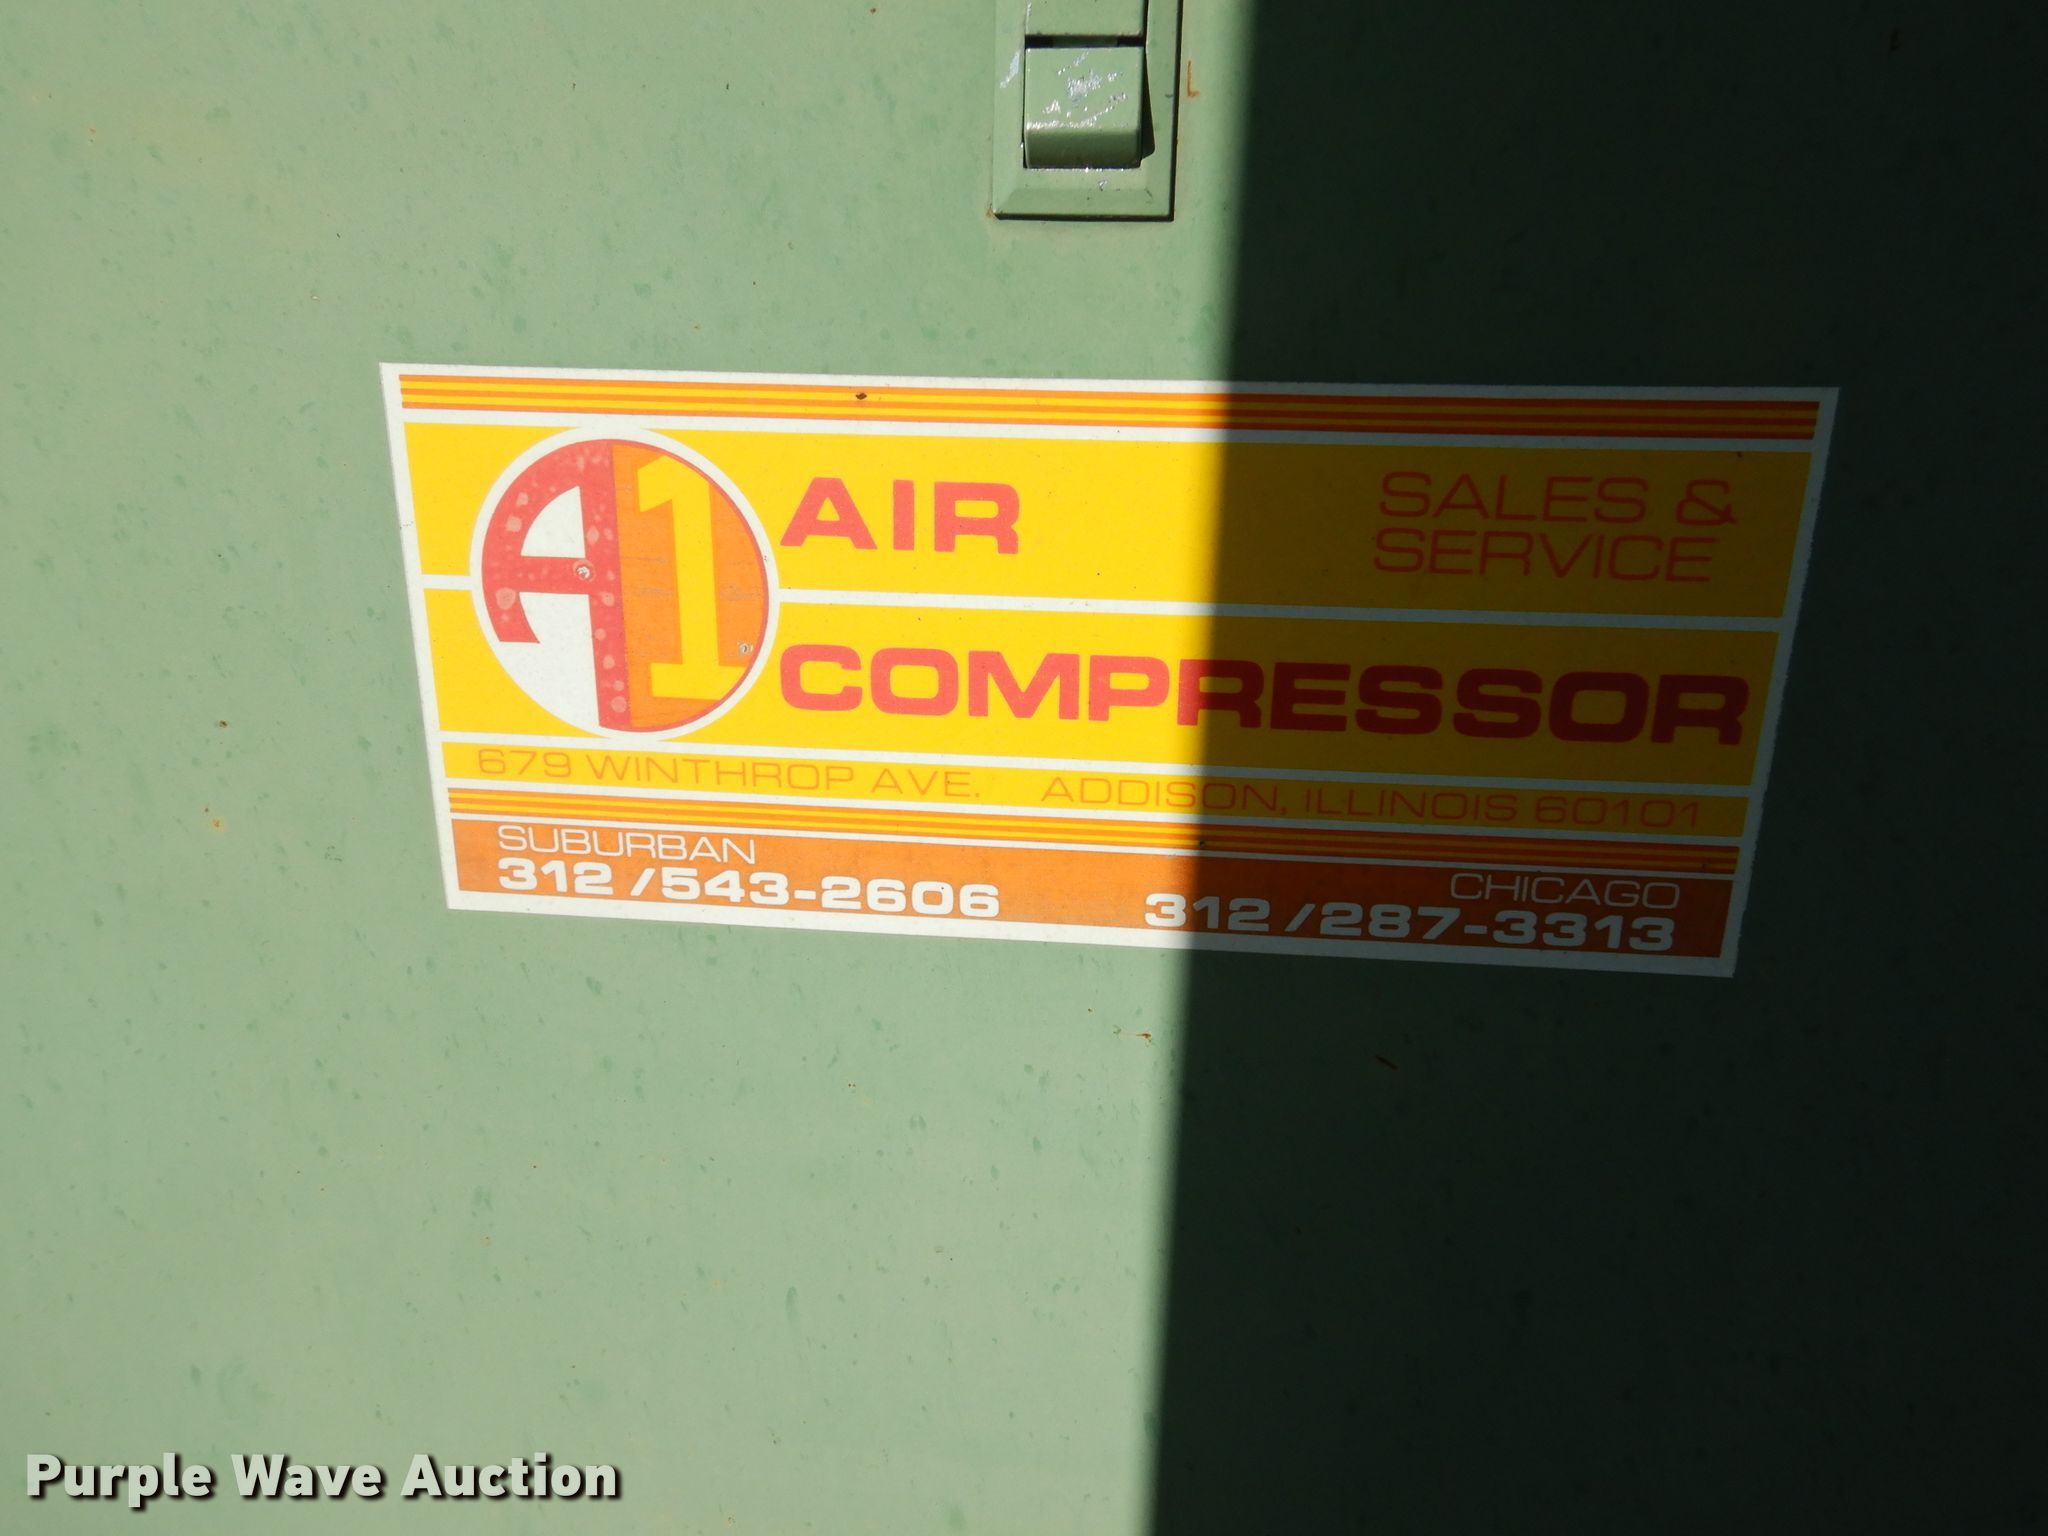 A1 AIR COMPRESSOR
SALES &
SERVICE
679 WINTHROP AVE. ADDISON, ILLINOIS 60101
SUBURBAN
312/543-2606
CHICAGO
312/287-3313
Purple Wave Auction